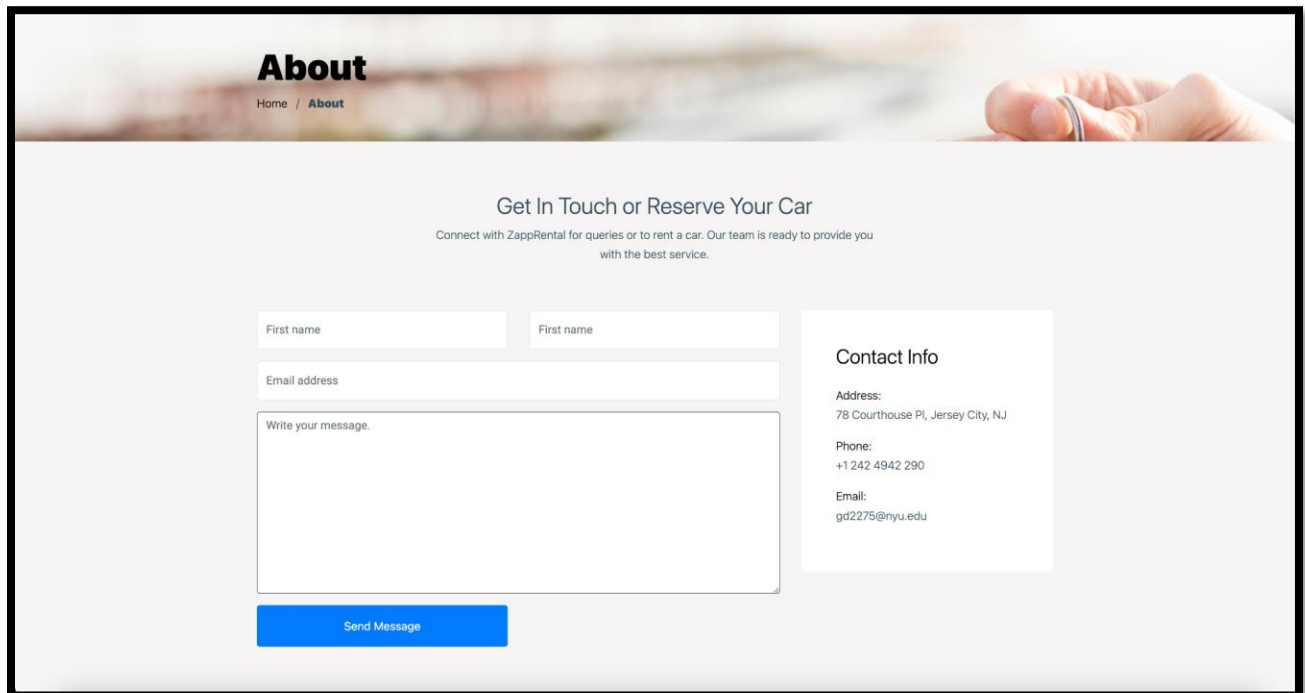 About
Home / About
Get In Touch or Reserve Your Car
Connect with ZappRental for queries or to rent a car. Our team is ready to provide you
with the best service.
First name
First name
Email address
Write your message.
Send Message
Contact Info
Address:
78 Courthouse Pl, Jersey City, NJ
Phone:
+1 242 4942 290
Email:
gd2275@nyu.edu